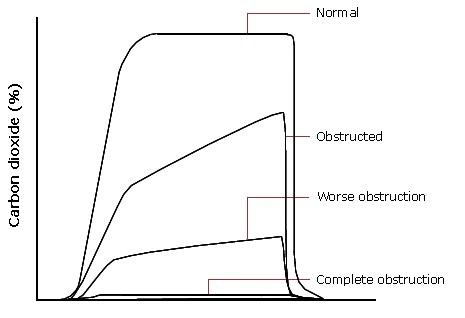 Normal
Carbon dioxide (%)
Obstructed
Worse obstruction
Complete obstruction